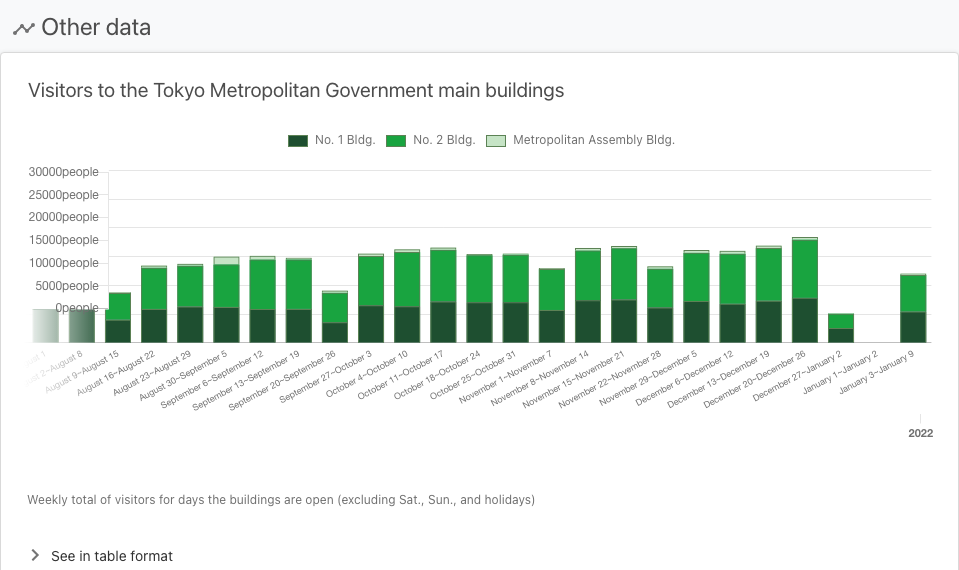 Other data
Visitors to the Tokyo Metropolitan Government main buildings
No. 1 Bldg. No. 2 Bldg. Metropolitan Assembly Bldg.
30000people
25000people
20000people
15000people
10000people
5000people
0people
August 8
August 9~August 15
August 16~August 22
August 23~August 29
August 30~September 5
September 6~September 12
September 13~September 19
September 20~September 26
September 27~October 3
October 4~October 10
October 11~October 17
October 18~October 24
October 25~October 31
November 1~November 7
November 8~November 14
November 15~November 21
November 22~November 28
November 29~December 5
December 6~December 12
December 13~December 19
December 20~December 26
December 27~January 2
January 1~January 2
January 3~January 9
2022
Weekly total of visitors for days the buildings are open (excluding Sat., Sun., and holidays)
See in table format